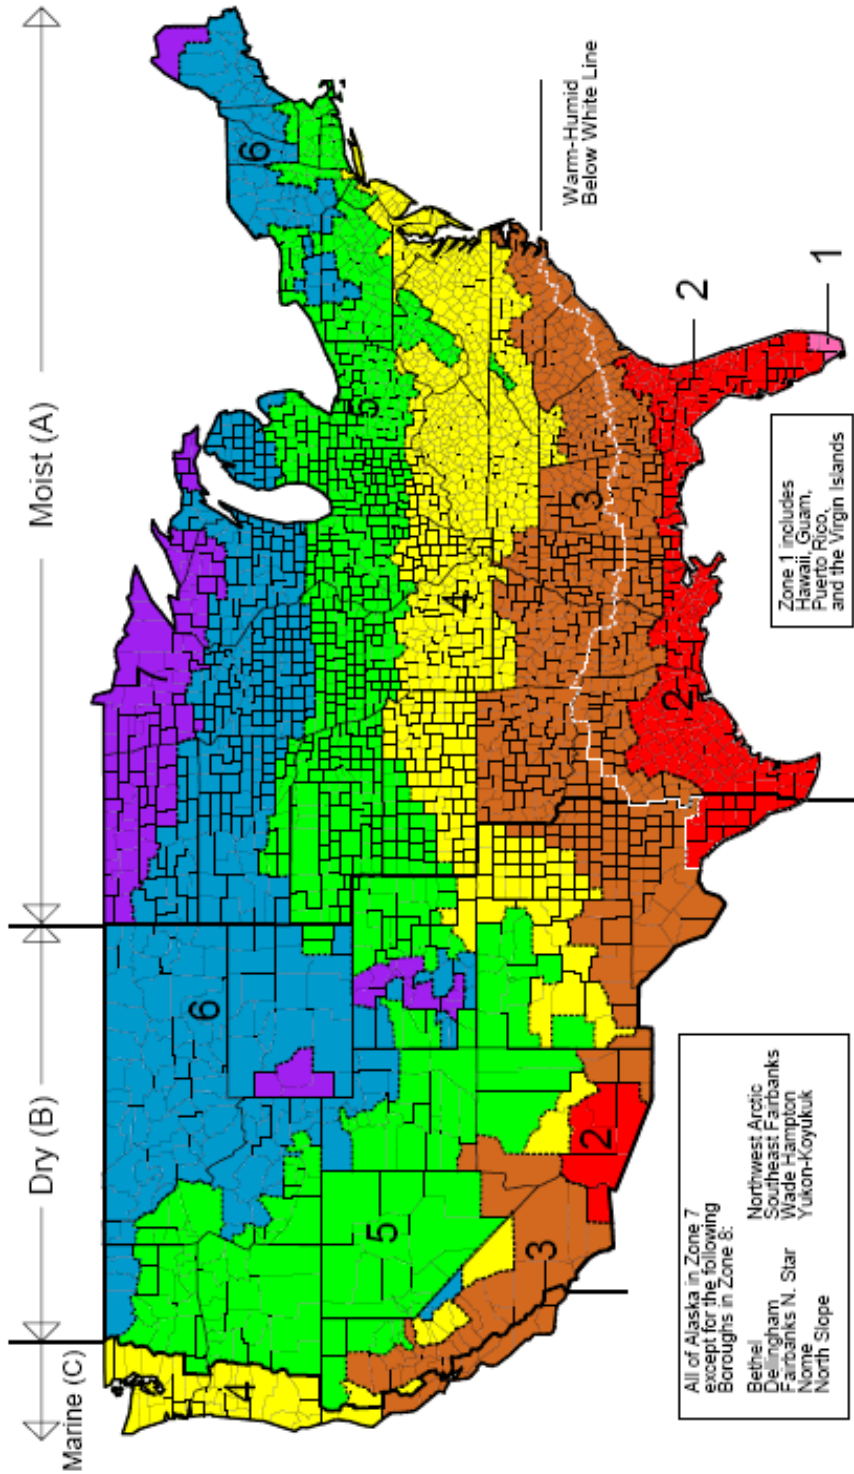 Marine (C)
Dry (B)
Moist (A)
7
6
6
5
5
4
4
3
3
2
2
2
1
Warm-Humid
Below White Line
All of Alaska in Zone 7
except for the following
Boroughs in Zone 8:
Bethel Northwest Arctic
Dellingham Southeast Fairbanks
Fairbanks N. Star Wade Hampton
Nome Yukon-Koyukuk
North Slope
Zone 1 includes
Hawaii, Guam,
Puerto Rico,
and the Virgin Islands